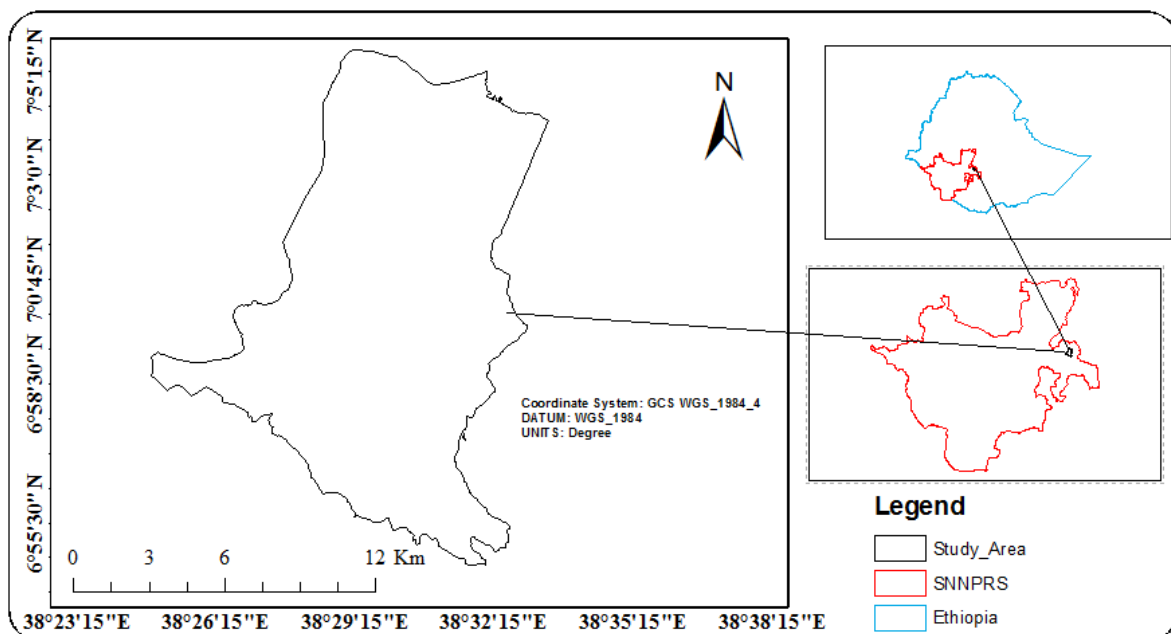 7°5'15"N
7°3'0"N
7°0'45"N
6°58'30"N
6°55'30"N
N
Coordinate System: GCS WGS_1984_4
DATUM: WGS_1984
UNITS: Degree
0 3 6 12 Km
38°23'15"E 38°26'15"E 38°29'15"E 38°32'15"E 38°35'15"E 38°38'15"E
Legend
Study_Area
SNNPRS
Ethiopia